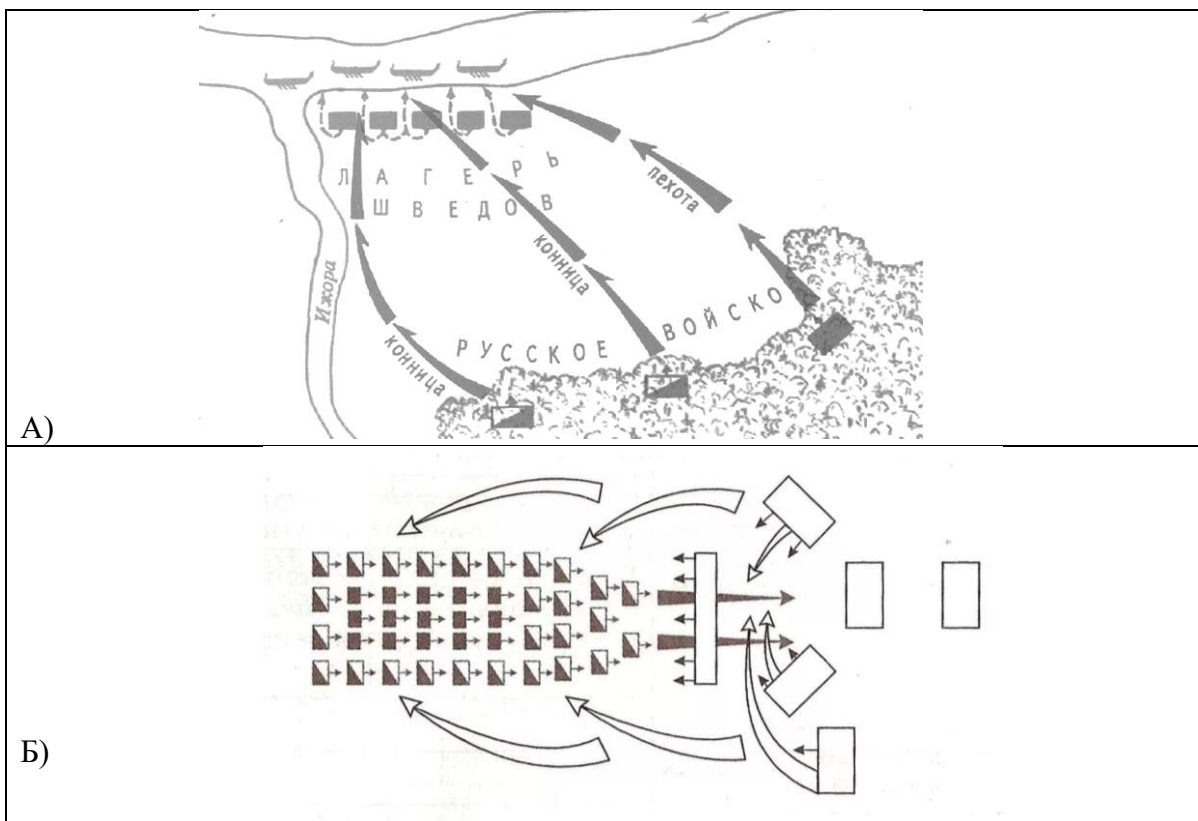 ЛАГЕРЬ
ШВЕДОВ
пехота
конница
Ижора
ВОЙСКО
РУССКОЕ
конница
А)
Б)